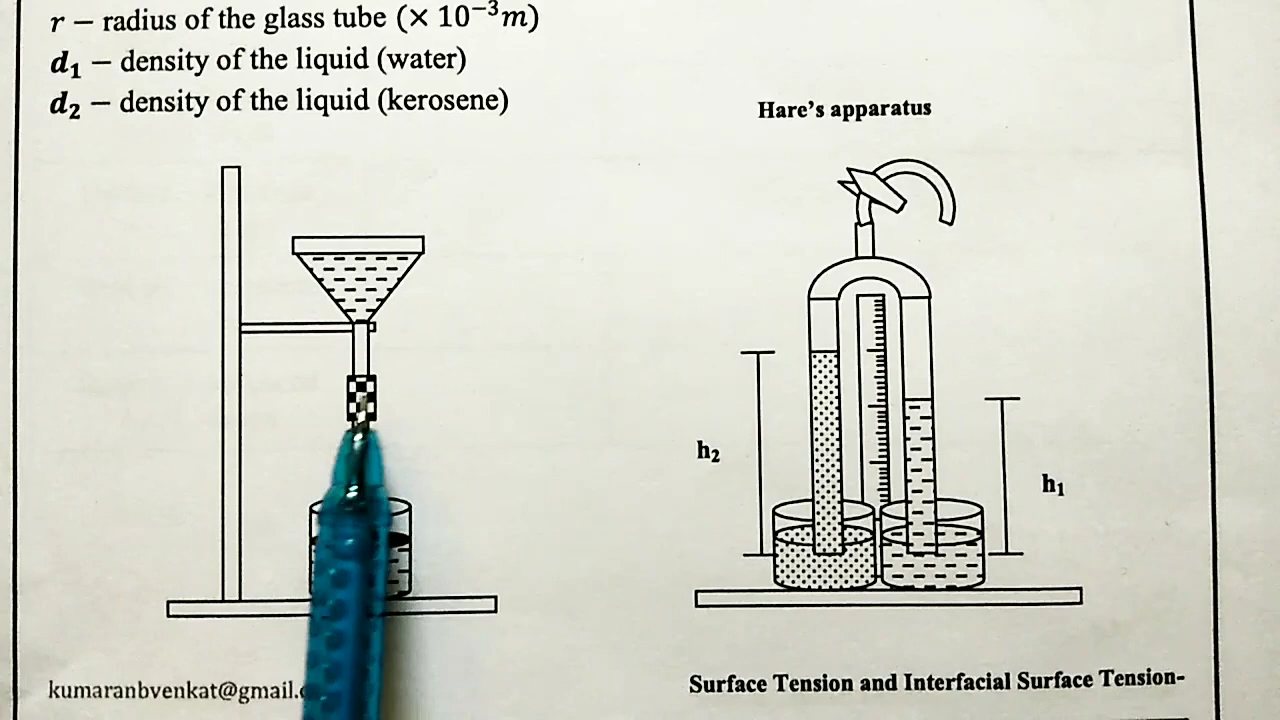 r – radius of the glass tube (× 10⁻³m)
d₁ – density of the liquid (water)
d₂ – density of the liquid (kerosene)
Hare's apparatus
h₂
h₁
kumaranbvenkat@gmail.
Surface Tension and Interfacial Surface Tension-